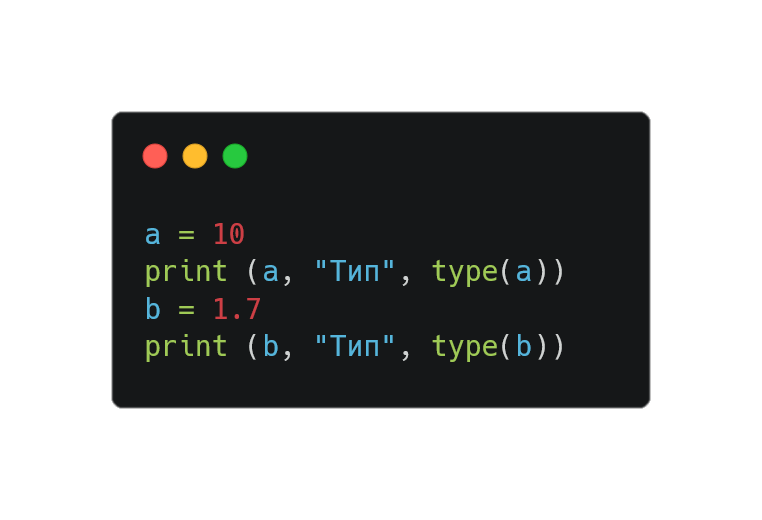 a = 10
print (a, "Тип", type(a))
b = 1.7
print (b, "Тип", type(b))